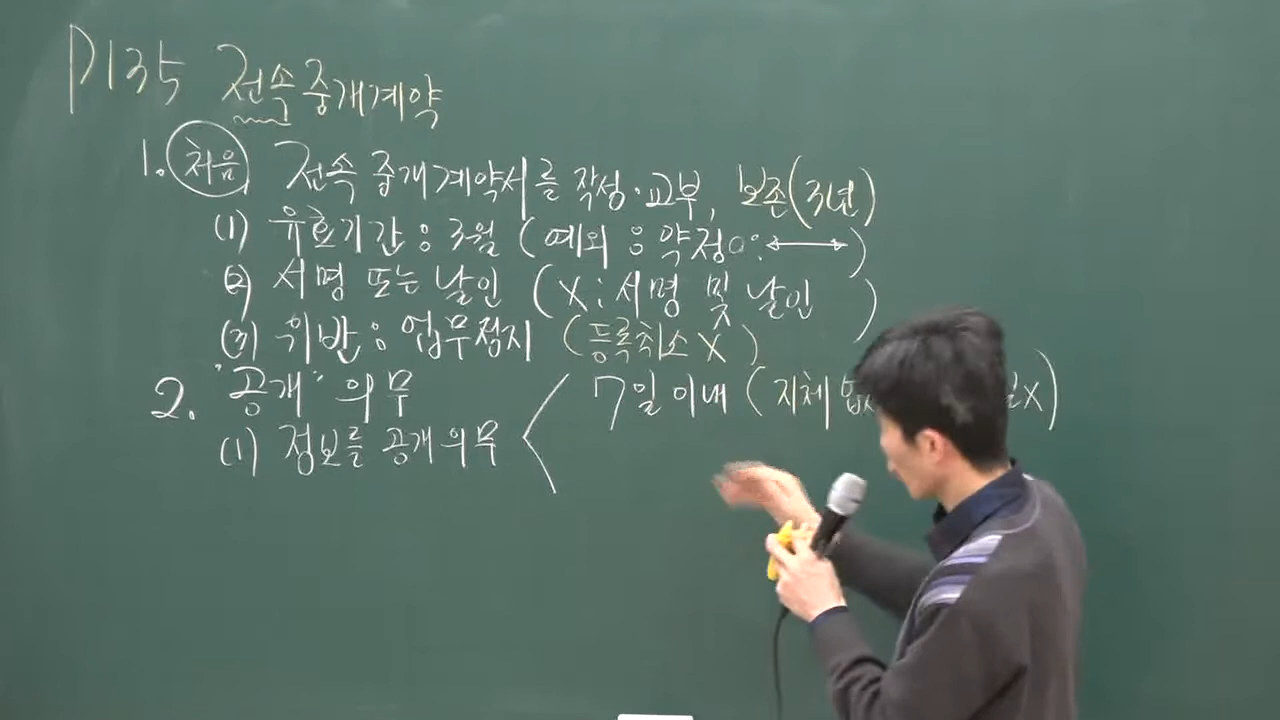 P135 전속중개계약
1. 처음 전속 중개계약서를 작성·교부, 보존(3년)
(1) 유효기간 : 3월 (예외 : 약정 ○: ↔)
(2) 서명 또는 날인 (X : 서명 및 날인)
(3) 위반 : 업무정지 (등록취소 X)
2. "공개" 의무 7일 이내 (지체 X)
(1) 정보를 공개의무 <